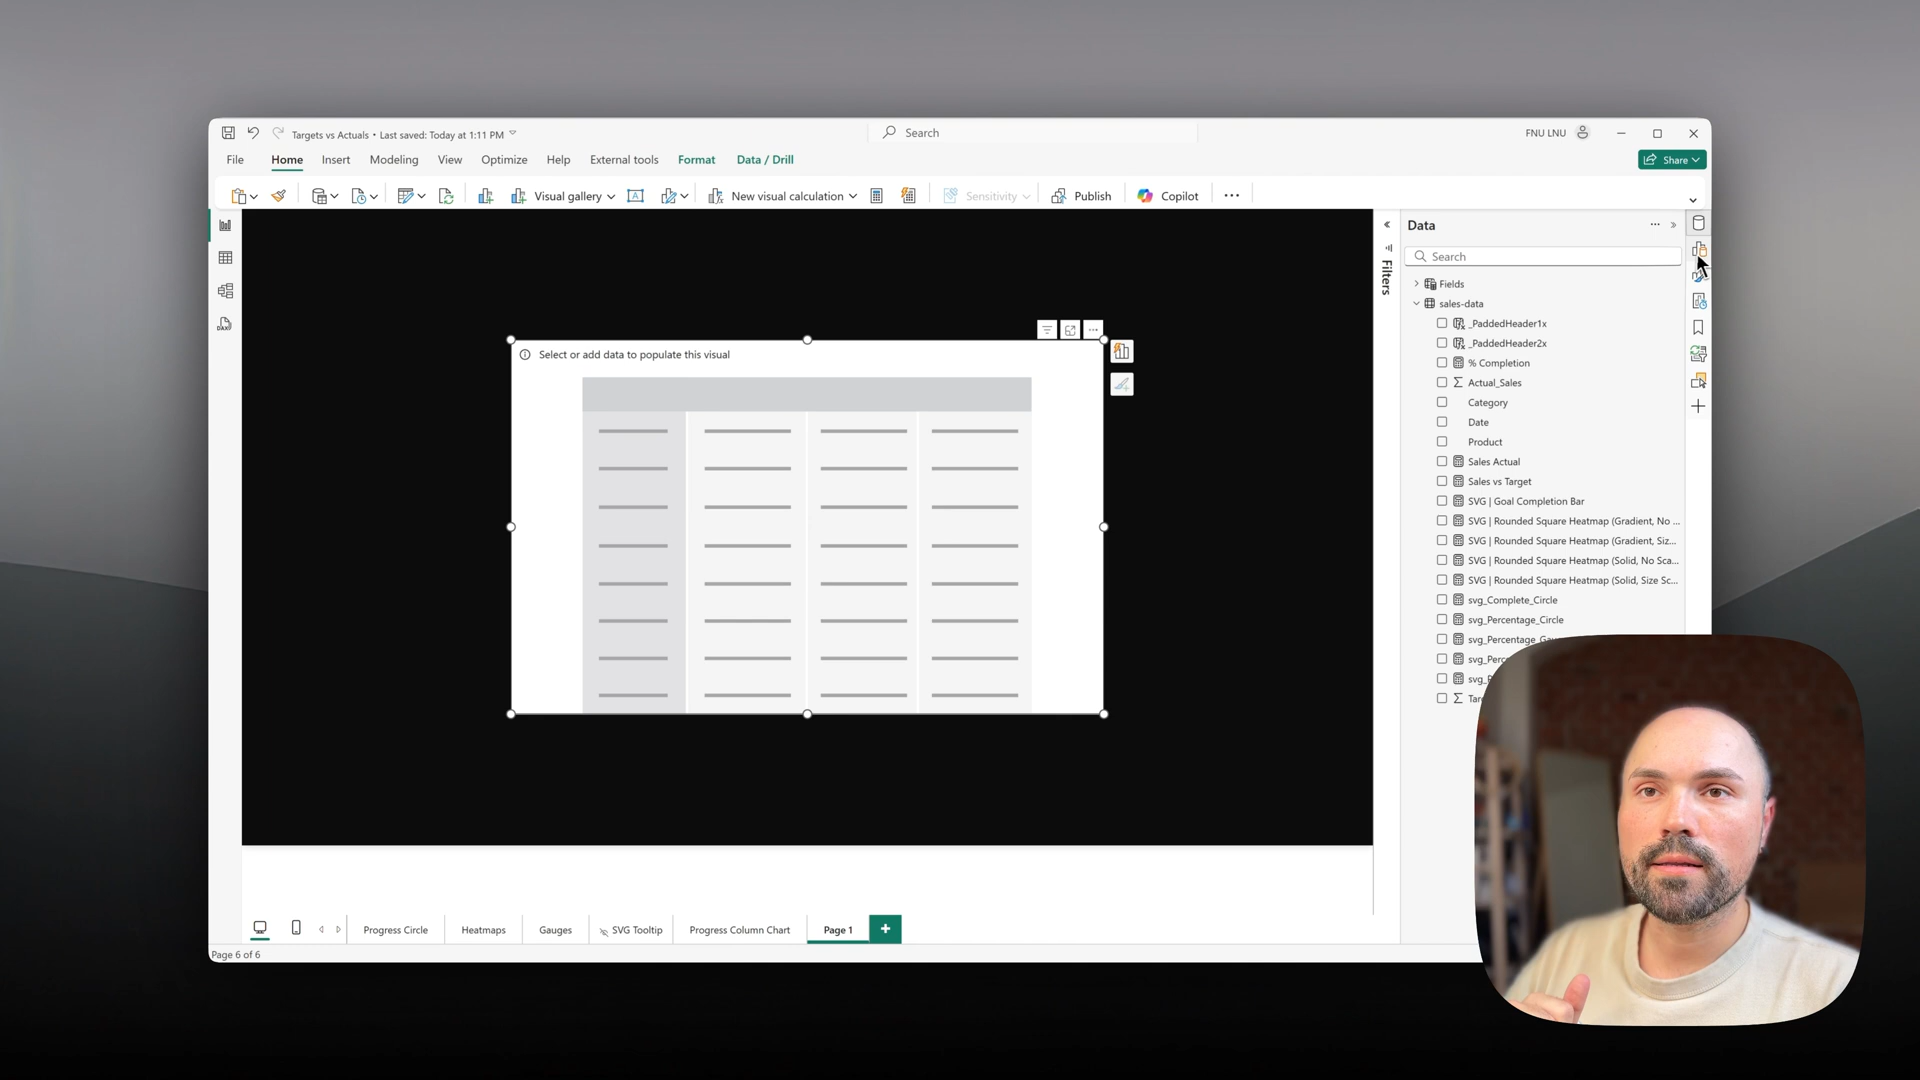 Targets vs Actuals • Last saved: Today at 1:11 PM
Search
FNU LNU
File
Home
Insert
Modeling
View
Optimize
Help
External tools
Format
Data / Drill
Share
Visual gallery
New visual calculation
Sensitivity
Publish
Copilot
Filters
Data
Search
Fields
sales-data
_PaddedHeader1x
_PaddedHeader2x
% Completion
Actual_Sales
Category
Date
Product
Sales Actual
Sales vs Target
SVG | Goal Completion Bar
SVG | Rounded Square Heatmap (Gradient, No ...
SVG | Rounded Square Heatmap (Gradient, Siz...
SVG | Rounded Square Heatmap (Solid, No Sca...
SVG | Rounded Square Heatmap (Solid, Size Sc...
svg_Complete_Circle
svg_Percentage_Circle
DAX
Select or add data to populate this visual
Progress Circle
Heatmaps
Gauges
SVG Tooltip
Progress Column Chart
Page 1
Page 6 of 6